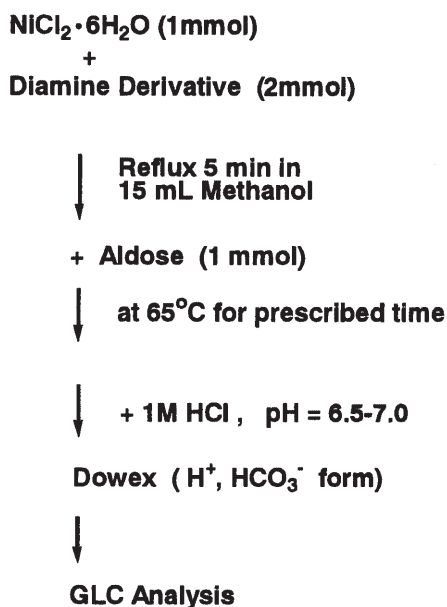 NiCl₂·6H₂O (1mmol)
+
Diamine Derivative (2mmol)
Reflux 5 min in
15 mL Methanol
+ Aldose (1 mmol)
at 65°C for prescribed time
+ 1M HCl , pH = 6.5-7.0
Dowex ( H⁺, HCO₃⁻ form)
GLC Analysis